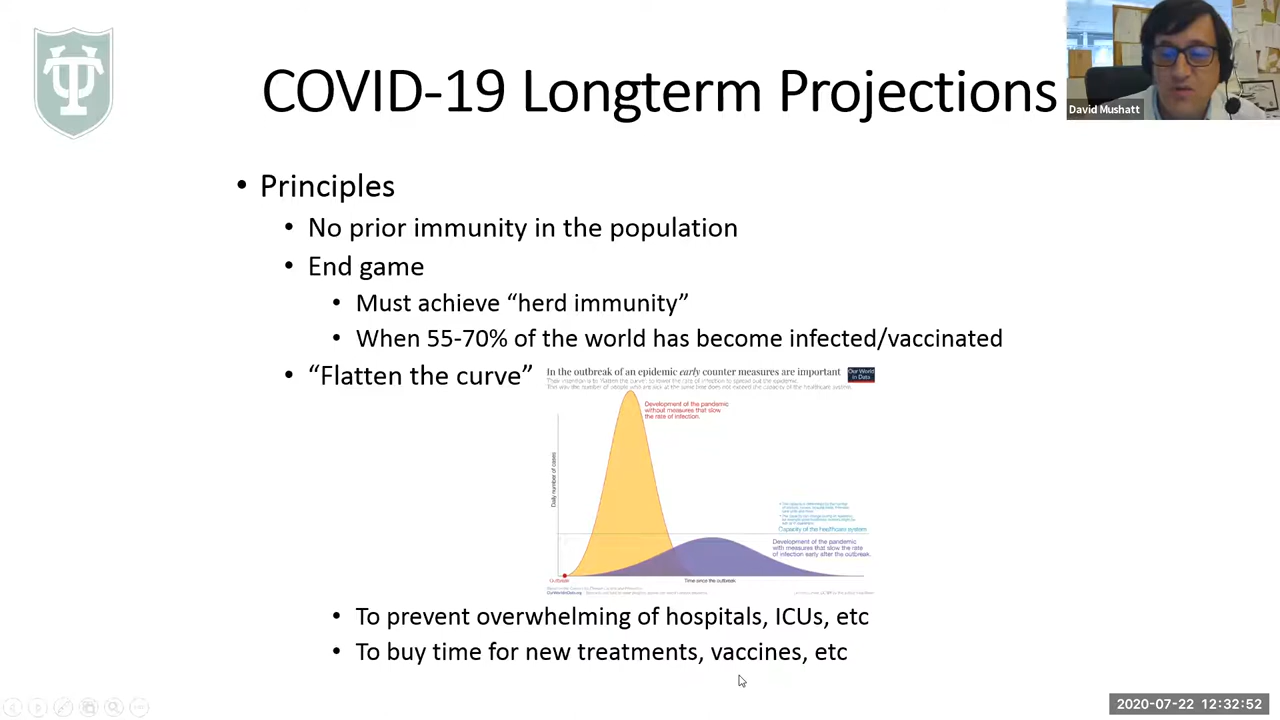 COVID-19 Longterm Projections
David Mushatt
• Principles
• No prior immunity in the population
• End game
• Must achieve “herd immunity”
• When 55-70% of the world has become infected/vaccinated
• “Flatten the curve”
In the outbreak of an epidemic early counter measures are important
Our World
in Data
Development of the pandemic
without measures that slow
the rate of infection.
Daily number of cases
Capacity of the healthcare system
Development of the pandemic
with measures that slow the rate
of infection early after the outbreak.
Outbreak
Time since the outbreak
• To prevent overwhelming of hospitals, ICUs, etc
• To buy time for new treatments, vaccines, etc
2020-07-22 12:32:52